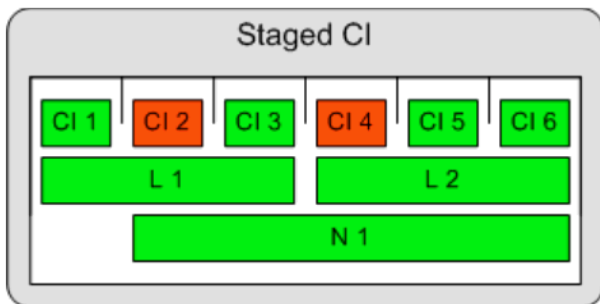 Staged CI
CI 1 CI 2 CI 3 CI 4 CI 5 CI 6
L 1 L 2
N 1